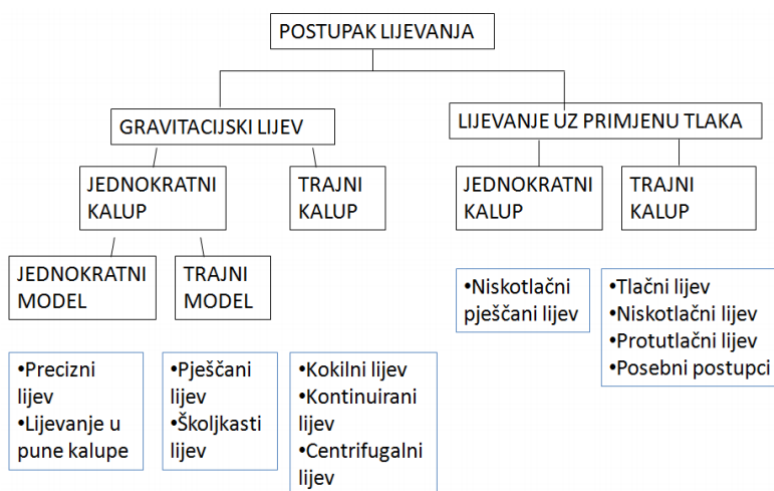 POSTUPAK LIJEVANJA
GRAVITACIJSKI LIJEV
LIJEVANJE UZ PRIMJENU TLAKA
JEDNOKRATNI
KALUP
TRAJNI
KALUP
JEDNOKRATNI
KALUP
TRAJNI
KALUP
JEDNOKRATNI
MODEL
TRAJNI
MODEL
•Niskotlačni
pješčani lijev
•Tlačni lijev
•Niskotlačni lijev
•Protutlačni lijev
•Posebni postupci
•Precizni
lijev
•Lijevanje u
pune kalupe
•Pješčani
lijev
•Školjkasti
lijev
•Kokilni lijev
•Kontinuirani
lijev
•Centrifugalni
lijev